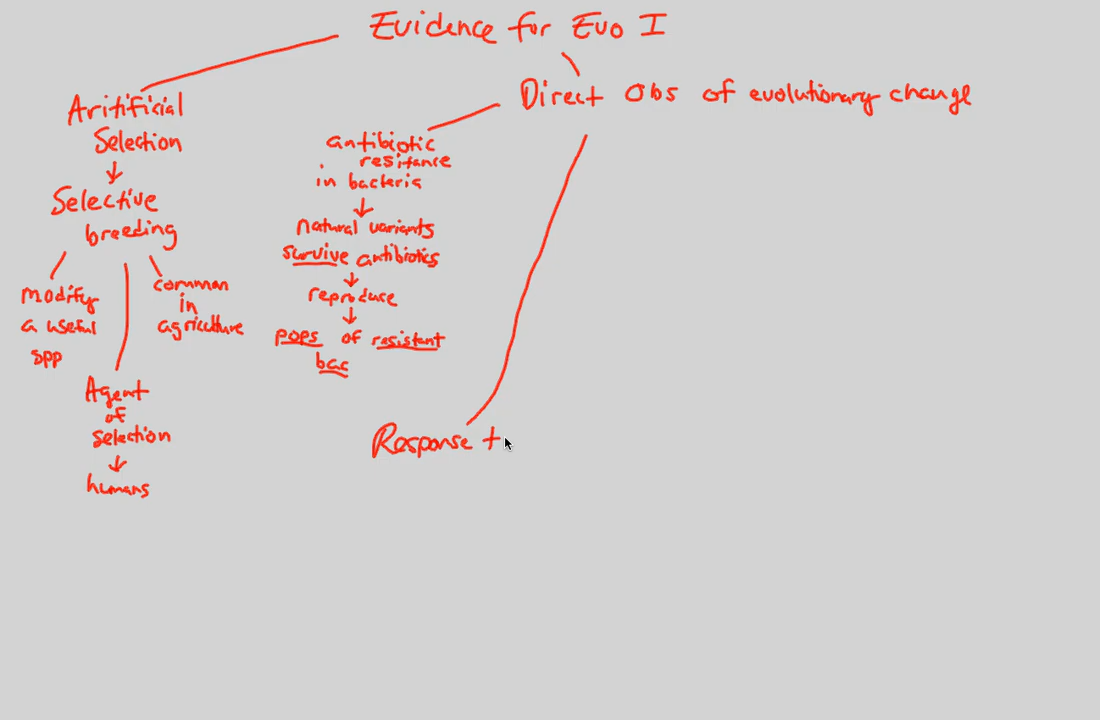 Evidence for Evo I
Aritificial
Selection
Selective
breeding
modify
a useful
spp
Agent
of
selection
humans
common
in
agriculture
Direct Obs of evolutionary change
antibiotic
resitance
in bacteria
natural variants
survive antibiotics
reproduce
pops of resistant
bac
Response t